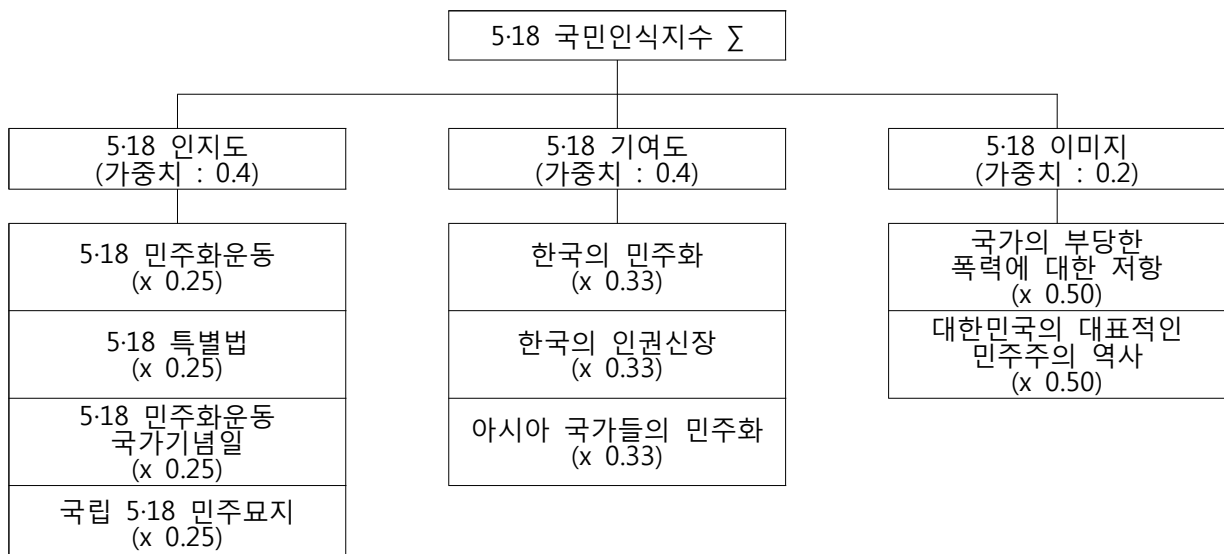 5·18 국민인식지수 ∑
5·18 인지도
(가중치 : 0.4)
5·18 민주화운동
(x 0.25)
5·18 특별법
(x 0.25)
5·18 민주화운동
국가기념일
(x 0.25)
국립 5·18 민주묘지
(x 0.25)
5·18 기여도
(가중치 : 0.4)
한국의 민주화
(x 0.33)
한국의 인권신장
(x 0.33)
아시아 국가들의 민주화
(x 0.33)
5·18 이미지
(가중치 : 0.2)
국가의 부당한
폭력에 대한 저항
(x 0.50)
대한민국의 대표적인
민주주의 역사
(x 0.50)